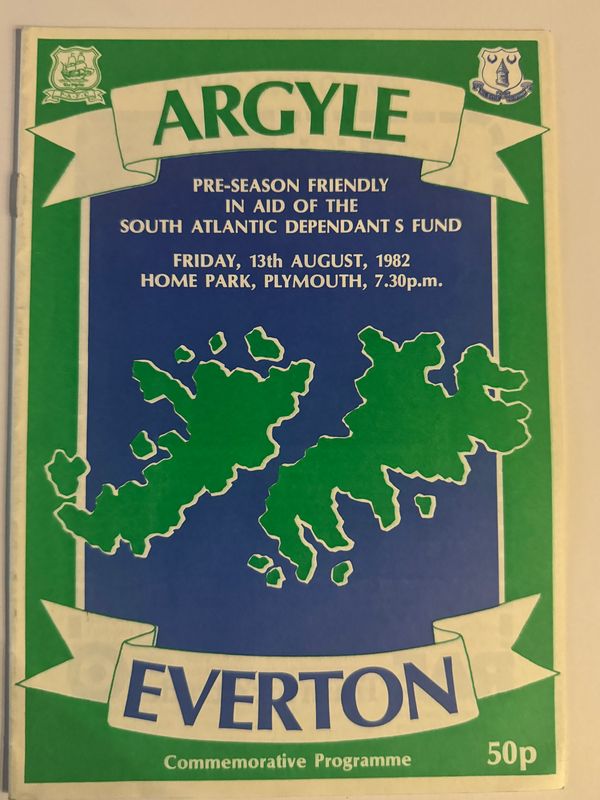 ARGYLE
PRE-SEASON FRIENDLY
IN AID OF THE
SOUTH ATLANTIC DEPENDANT S FUND
FRIDAY, 13th AUGUST, 1982
HOME PARK, PLYMOUTH, 7.30p.m.
EVERTON
Commemorative Programme
50p